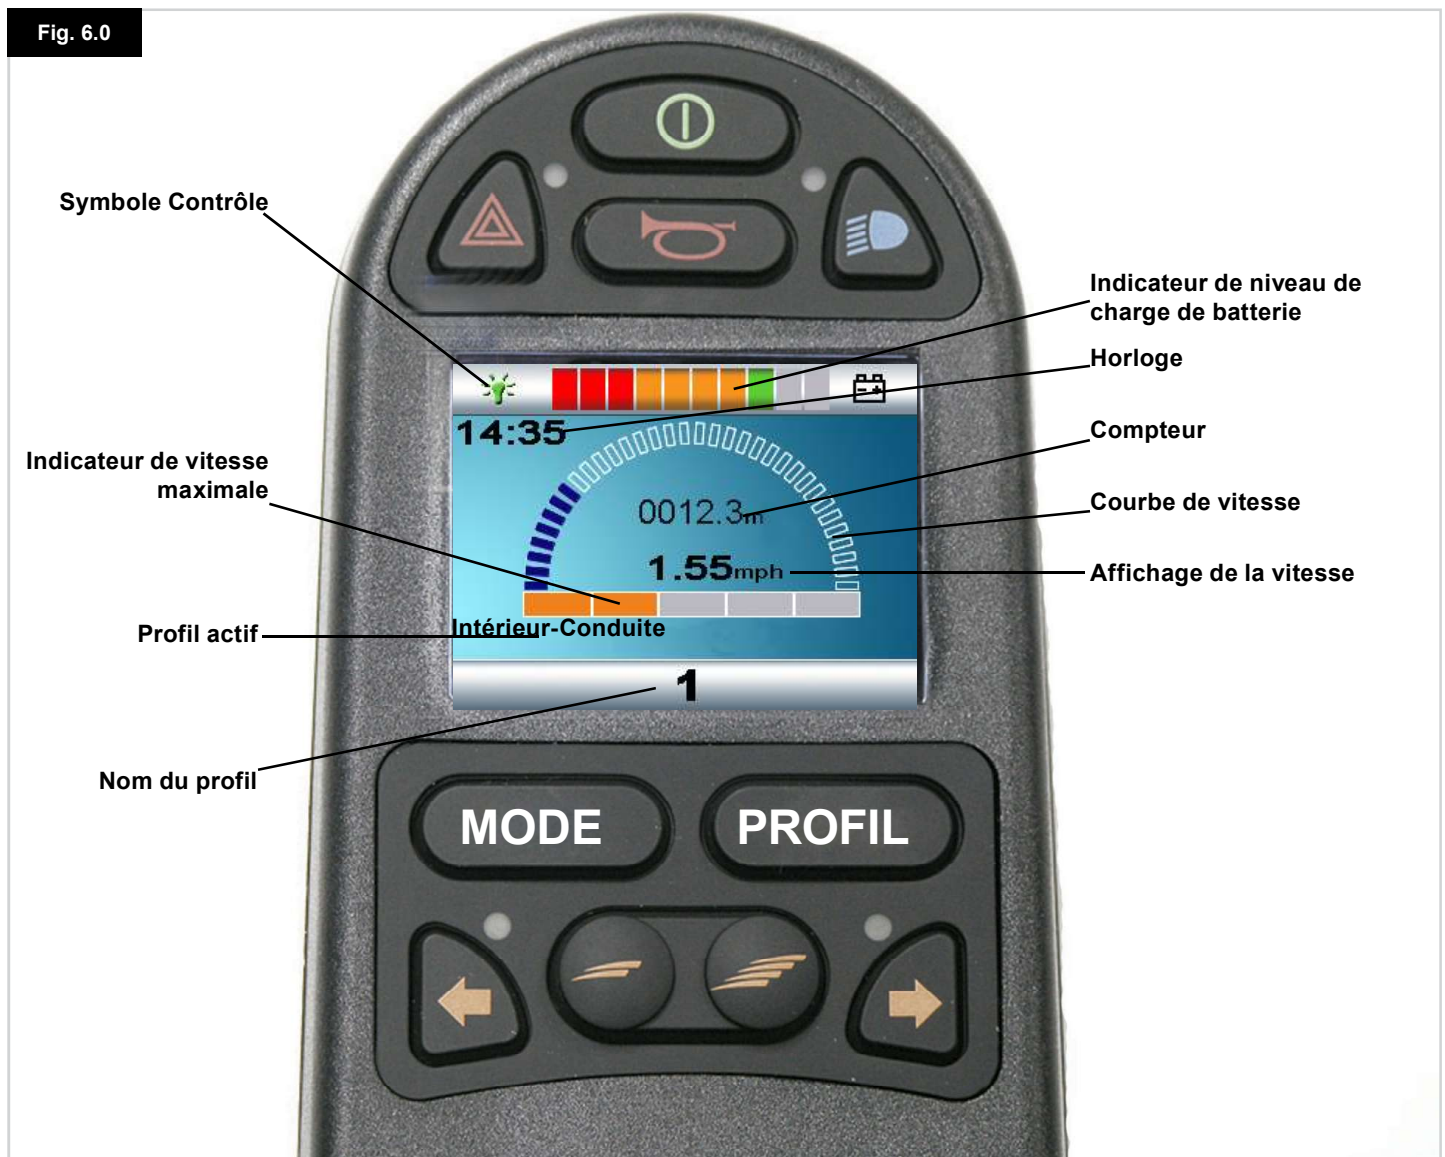 Fig. 6.0
Symbole Contrôle
Indicateur de niveau de
charge de batterie
Horloge
14:35
Compteur
Indicateur de vitesse
maximale
0012.3m
Courbe de vitesse
1.55mph
Affichage de la vitesse
Profil actif
Intérieur-Conduite
1
Nom du profil
MODE
PROFIL